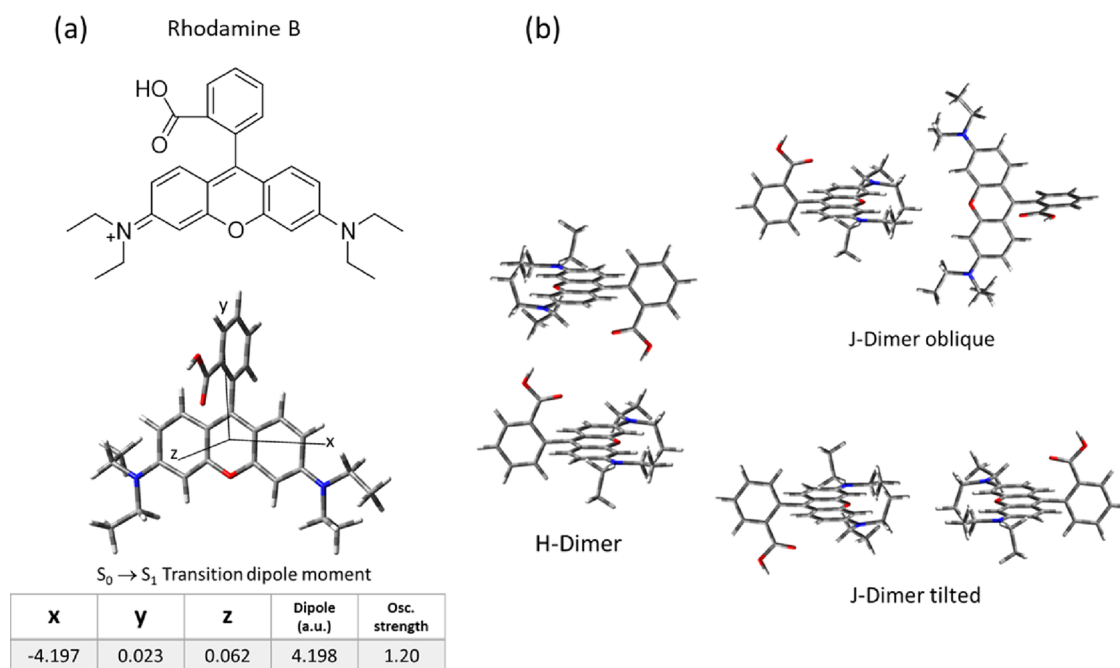 (a)
Rhodamine B
HO
O
N
+
O
N
y
x
z
S0 → S1 Transition dipole moment
x y z Dipole (a.u.) Osc. strength
-4.197 0.023 0.062 4.198 1.20
(b)
H-Dimer
J-Dimer oblique
J-Dimer tilted